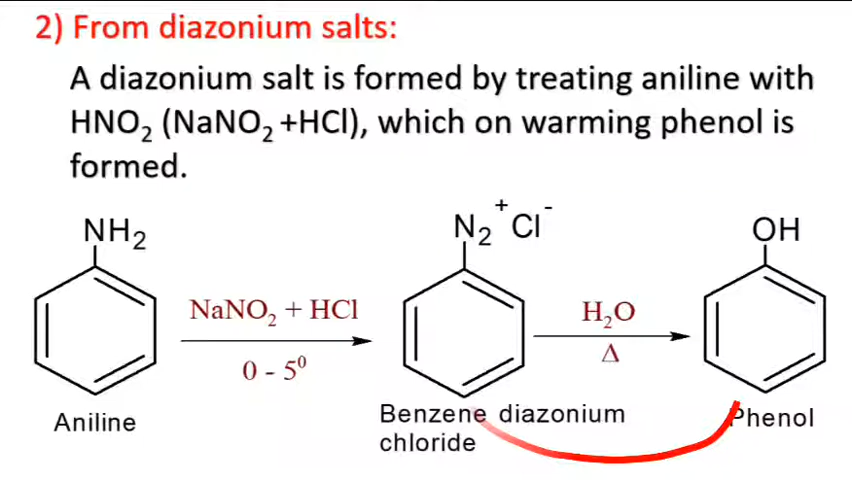 2) From diazonium salts:
A diazonium salt is formed by treating aniline with
HNO₂ (NaNO₂ +HCl), which on warming phenol is
formed.
NH₂
N₂⁺Cl⁻
OH
NaNO₂ + HCl
H₂O
0 - 5⁰
Δ
Aniline
Benzene diazonium
chloride
Phenol